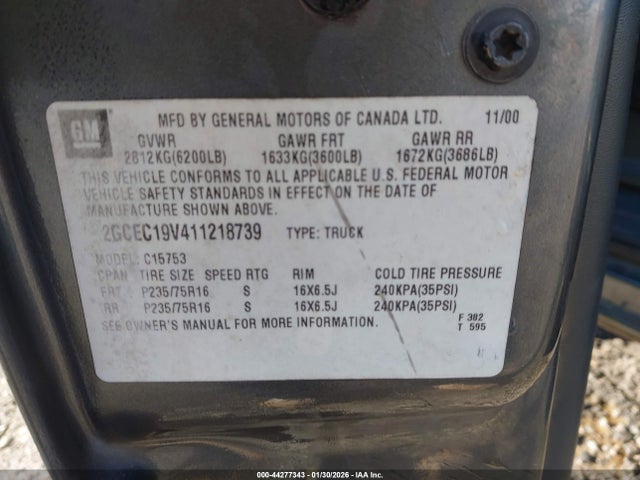 GM
MFD BY GENERAL MOTORS OF CANADA LTD. 11/00
GVWR GAWR FRT GAWR RR
2812KG(6200LB) 1633KG(3600LB) 1672KG(3686LB)
THIS VEHICLE CONFORMS TO ALL APPLICABLE U.S. FEDERAL MOTOR
VEHICLE SAFETY STANDARDS IN EFFECT ON THE DATE OF
MANUFACTURE SHOWN ABOVE.
2GCEC19V411218739 TYPE: TRUCK
MODEL: C15753
CPAN TIRE SIZE SPEED RTG RIM COLD TIRE PRESSURE
FRT P235/75R16 S 16X6.5J 240KPA(35PSI)
RR P235/75R16 S 16X6.5J 240KPA(35PSI)
SEE OWNER'S MANUAL FOR MORE INFORMATION.
F 382
T 595
000-44277343 - 01/30/2026 - IAA Inc.